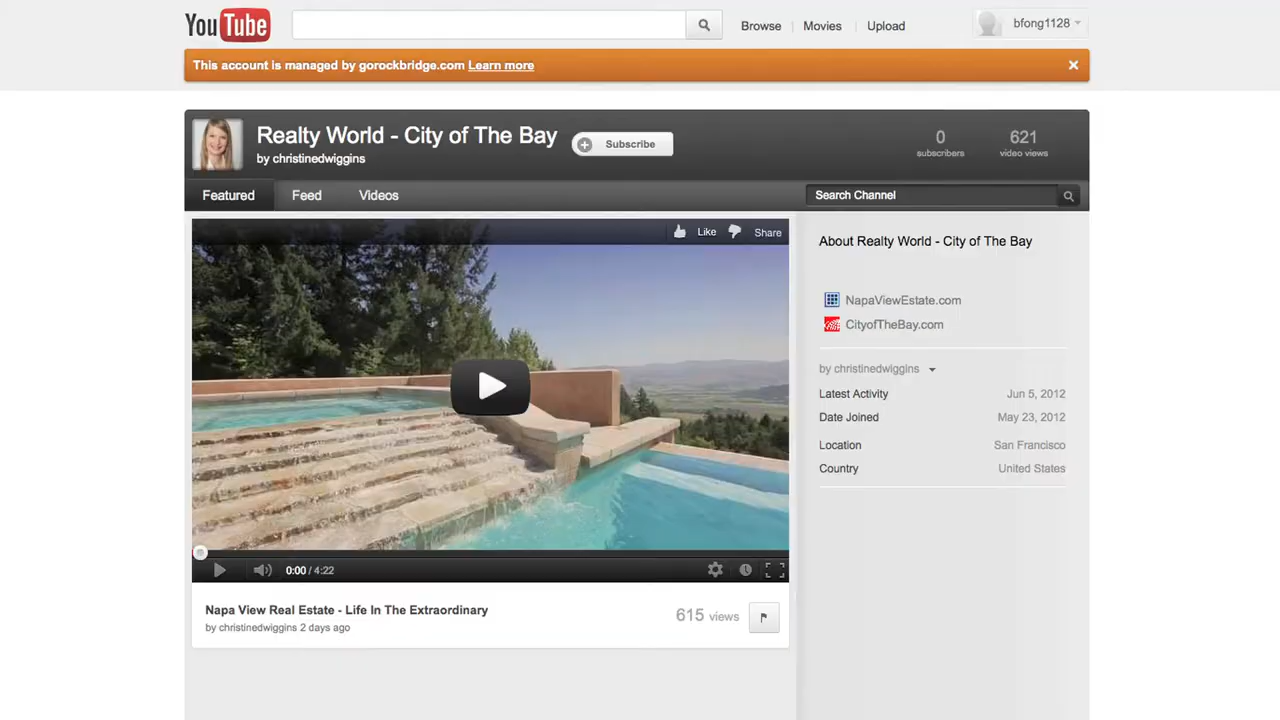 YouTube
Browse
Movies
Upload
bfong1128
This account is managed by gorockbridge.com Learn more
Realty World - City of The Bay
by christinedwiggins
Subscribe
0
subscribers
621
video views
Featured
Feed
Videos
Search Channel
Like
Share
About Realty World - City of The Bay
NapaViewEstate.com
CityofTheBay.com
by christinedwiggins
Latest Activity Jun 5, 2012
Date Joined May 23, 2012
Location San Francisco
Country United States
0:00 / 4:22
Napa View Real Estate - Life In The Extraordinary
by christinedwiggins 2 days ago
615 views